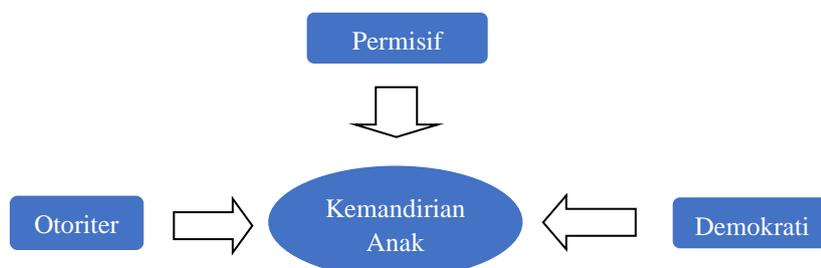 Permisif
Otoriter
Kemandirian
Anak
Demokrati